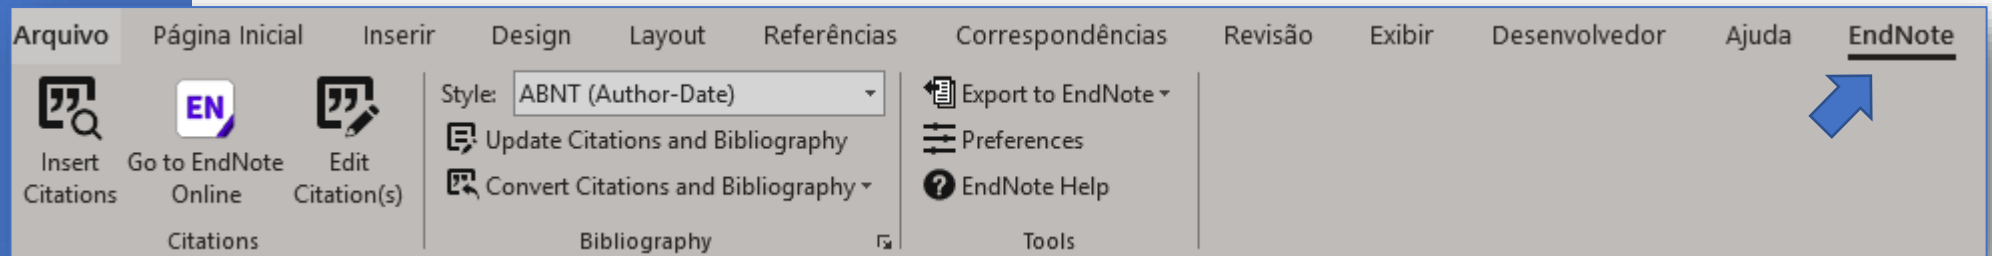 Arquivo Página Inicial Inserir Design Layout Referências Correspondências Revisão Exibir Desenvolvedor Ajuda EndNote
Insert
Citations
EN
Go to EndNote
Online
Edit
Citation(s)
Citations
Style: ABNT (Author-Date)
Update Citations and Bibliography
Convert Citations and Bibliography
Bibliography
Export to EndNote
Preferences
EndNote Help
Tools